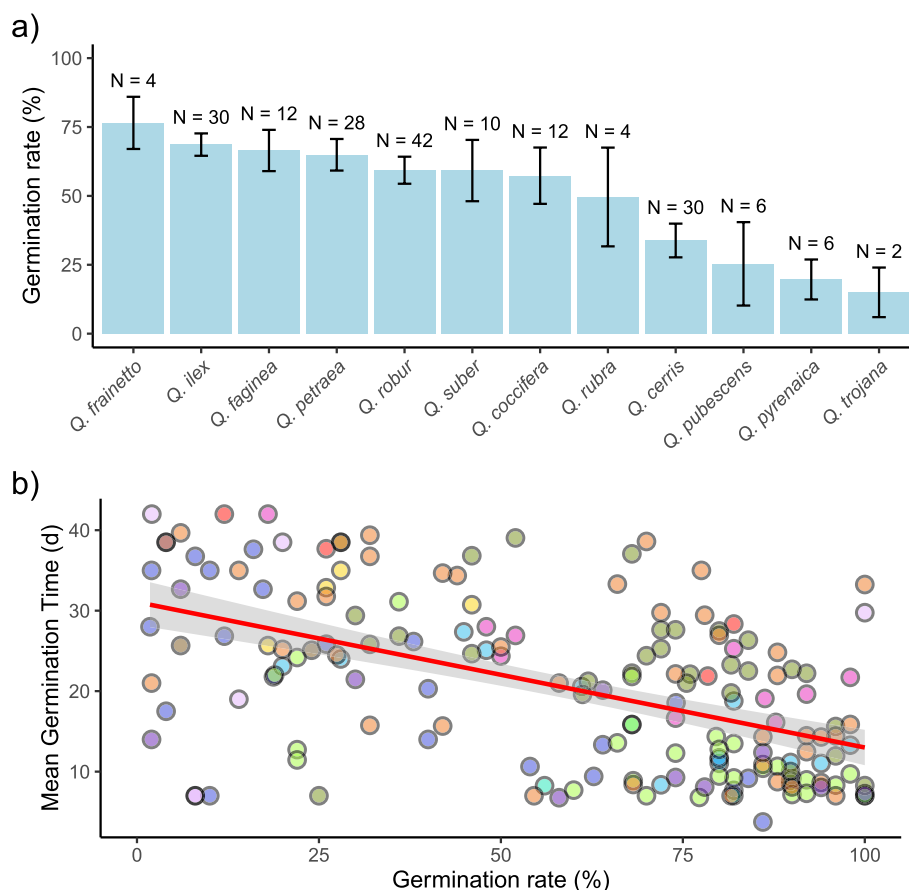 a)
Germination rate (%)
100
75
50
25
0
N = 4
N = 30
N = 12
N = 28
N = 42
N = 10
N = 12
N = 4
N = 30
N = 6
N = 6
N = 2
Q. frainetto
Q. ilex
Q. faginea
Q. petraea
Q. robur
Q. suber
Q. coccifera
Q. rubra
Q. cerris
Q. pubescens
Q. pyrenaica
Q. trojana
b)
Mean Germination Time (d)
40
30
20
10
0
25
50
75
100
Germination rate (%)